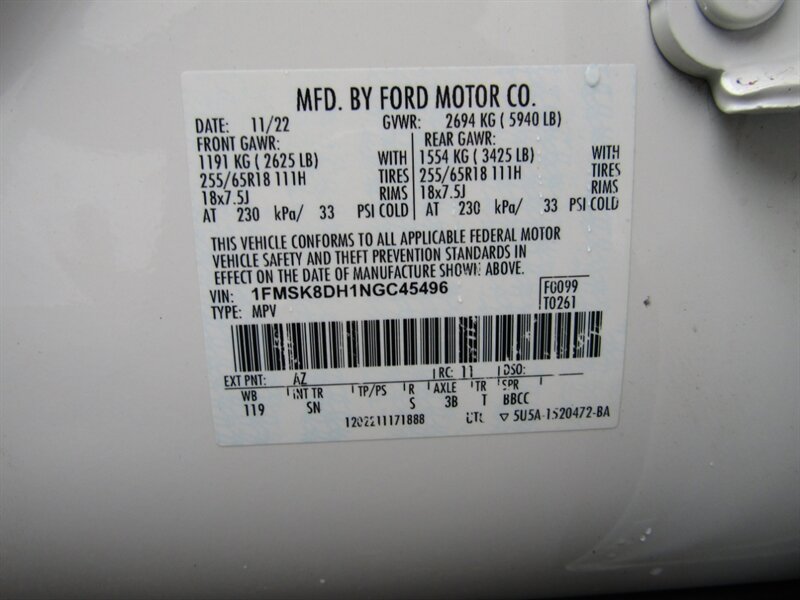 MFD. BY FORD MOTOR CO.
DATE: 11/22 GVWR: 2694 KG ( 5940 LB)
FRONT GAWR: REAR GAWR:
1191 KG ( 2625 LB) WITH 1554 KG ( 3425 LB) WITH
255/65R18 111H TIRES 255/65R18 111H TIRES
18x7.5J RIMS 18x7.5J RIMS
AT 230 kPa/ 33 PSI COLD AT 230 kPa/ 33 PSI COLD
THIS VEHICLE CONFORMS TO ALL APPLICABLE FEDERAL MOTOR
VEHICLE SAFETY AND THEFT PREVENTION STANDARDS IN
EFFECT ON THE DATE OF MANUFACTURE SHOWN ABOVE.
VIN: 1FMSK8DH1NGC45496 F0099
TYPE: MPV T0261
EXT PNT: AZ RC: 11 DSO:
WB INT TR TP/PS R AXLE TR SPR
119 SN S 3B T BBCC
1202211171888 UTC ▽ 5U5A-1520472-BA